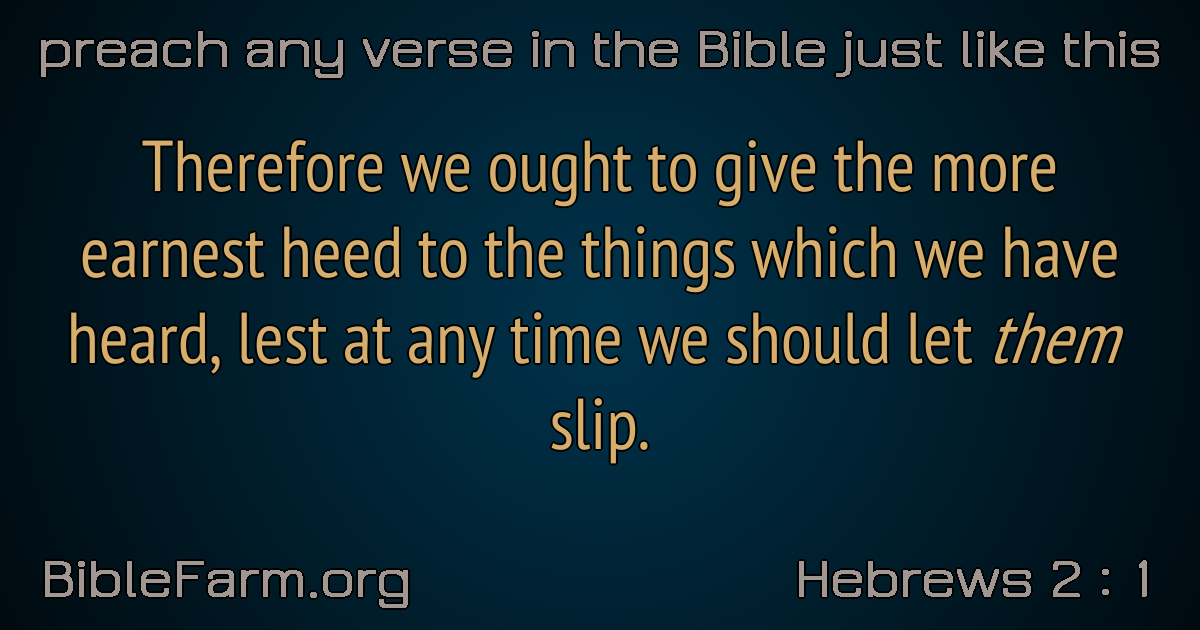 preach any verse in the Bible just like this
Therefore we ought to give the more
earnest heed to the things which we have
heard, lest at any time we should let them
slip.
BibleFarm.org
Hebrews 2 : 1